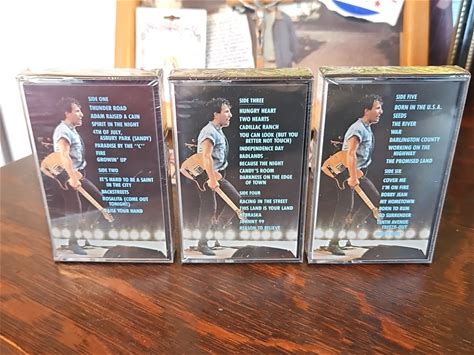 SIDE ONE
THUNDER ROAD
ADAM RAISED A CAIN
SPIRIT IN THE NIGHT
4TH OF JULY,
ASBURY PARK (SANDY)
PARADISE BY THE "C"
FIRE
GROWIN' UP
SIDE TWO
IT'S HARD TO BE A SAINT
IN THE CITY
BACKSTREETS
ROSALITA (COME OUT
TONIGHT)
RAISE YOUR HAND
SIDE THREE
HUNGRY HEART
TWO HEARTS
CADILLAC RANCH
YOU CAN LOOK (BUT YOU
BETTER NOT TOUCH)
INDEPENDENCE DAY
BADLANDS
BECAUSE THE NIGHT
CANDY'S ROOM
DARKNESS ON THE EDGE
OF TOWN
SIDE FOUR
RACING IN THE STREET
THIS LAND IS YOUR LAND
NEBRASKA
JOHNNY 99
REASON TO BELIEVE
SIDE FIVE
BORN IN THE U.S.A.
SEEDS
THE RIVER
WAR
DARLINGTON COUNTY
WORKING ON THE
HIGHWAY
THE PROMISED LAND
SIDE SIX
COVER ME
I'M ON FIRE
BOBBY JEAN
MY HOMETOWN
BORN TO RUN
NO SURRENDER
TENTH AVENUE
FREEZE-OUT